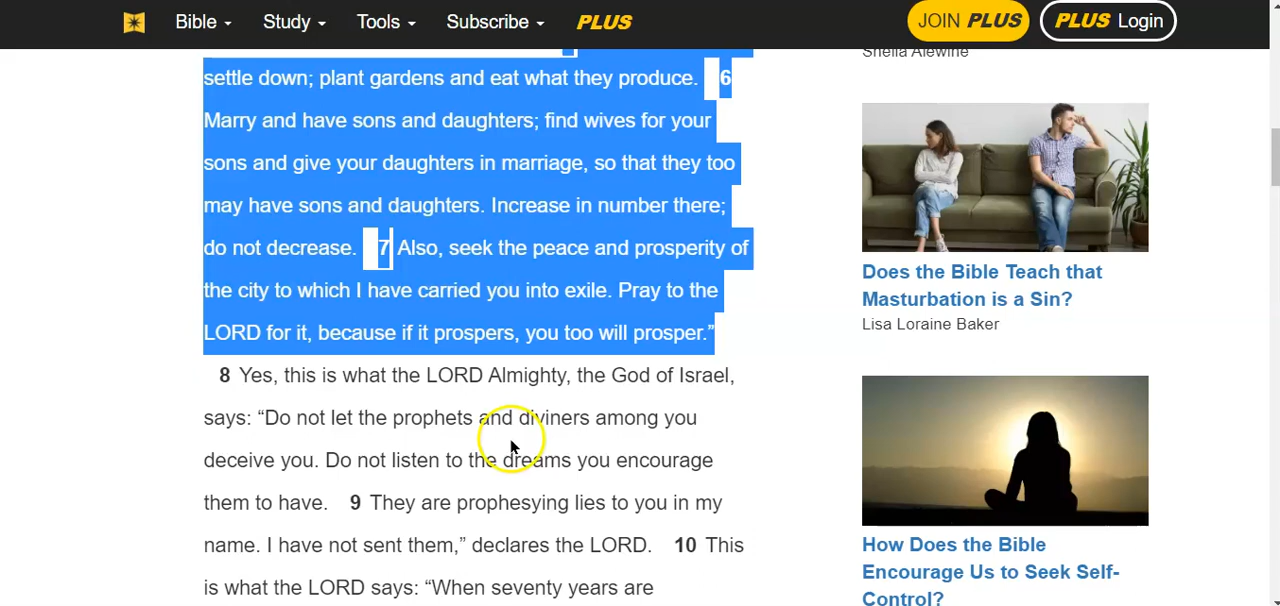 Bible Study Tools Subscribe PLUS JOIN PLUS PLUS Login
settle down; plant gardens and eat what they produce. 6
Marry and have sons and daughters; find wives for your
sons and give your daughters in marriage, so that they too
may have sons and daughters. Increase in number there;
do not decrease. 7 Also, seek the peace and prosperity of
the city to which I have carried you into exile. Pray to the
LORD for it, because if it prospers, you too will prosper.”
8 Yes, this is what the LORD Almighty, the God of Israel,
says: “Do not let the prophets and diviners among you
deceive you. Do not listen to the dreams you encourage
them to have. 9 They are prophesying lies to you in my
name. I have not sent them,” declares the LORD. 10 This
is what the LORD says: “When seventy years are
Sheila Alewine
Does the Bible Teach that
Masturbation is a Sin?
Lisa Loraine Baker
How Does the Bible
Encourage Us to Seek Self-
Control?